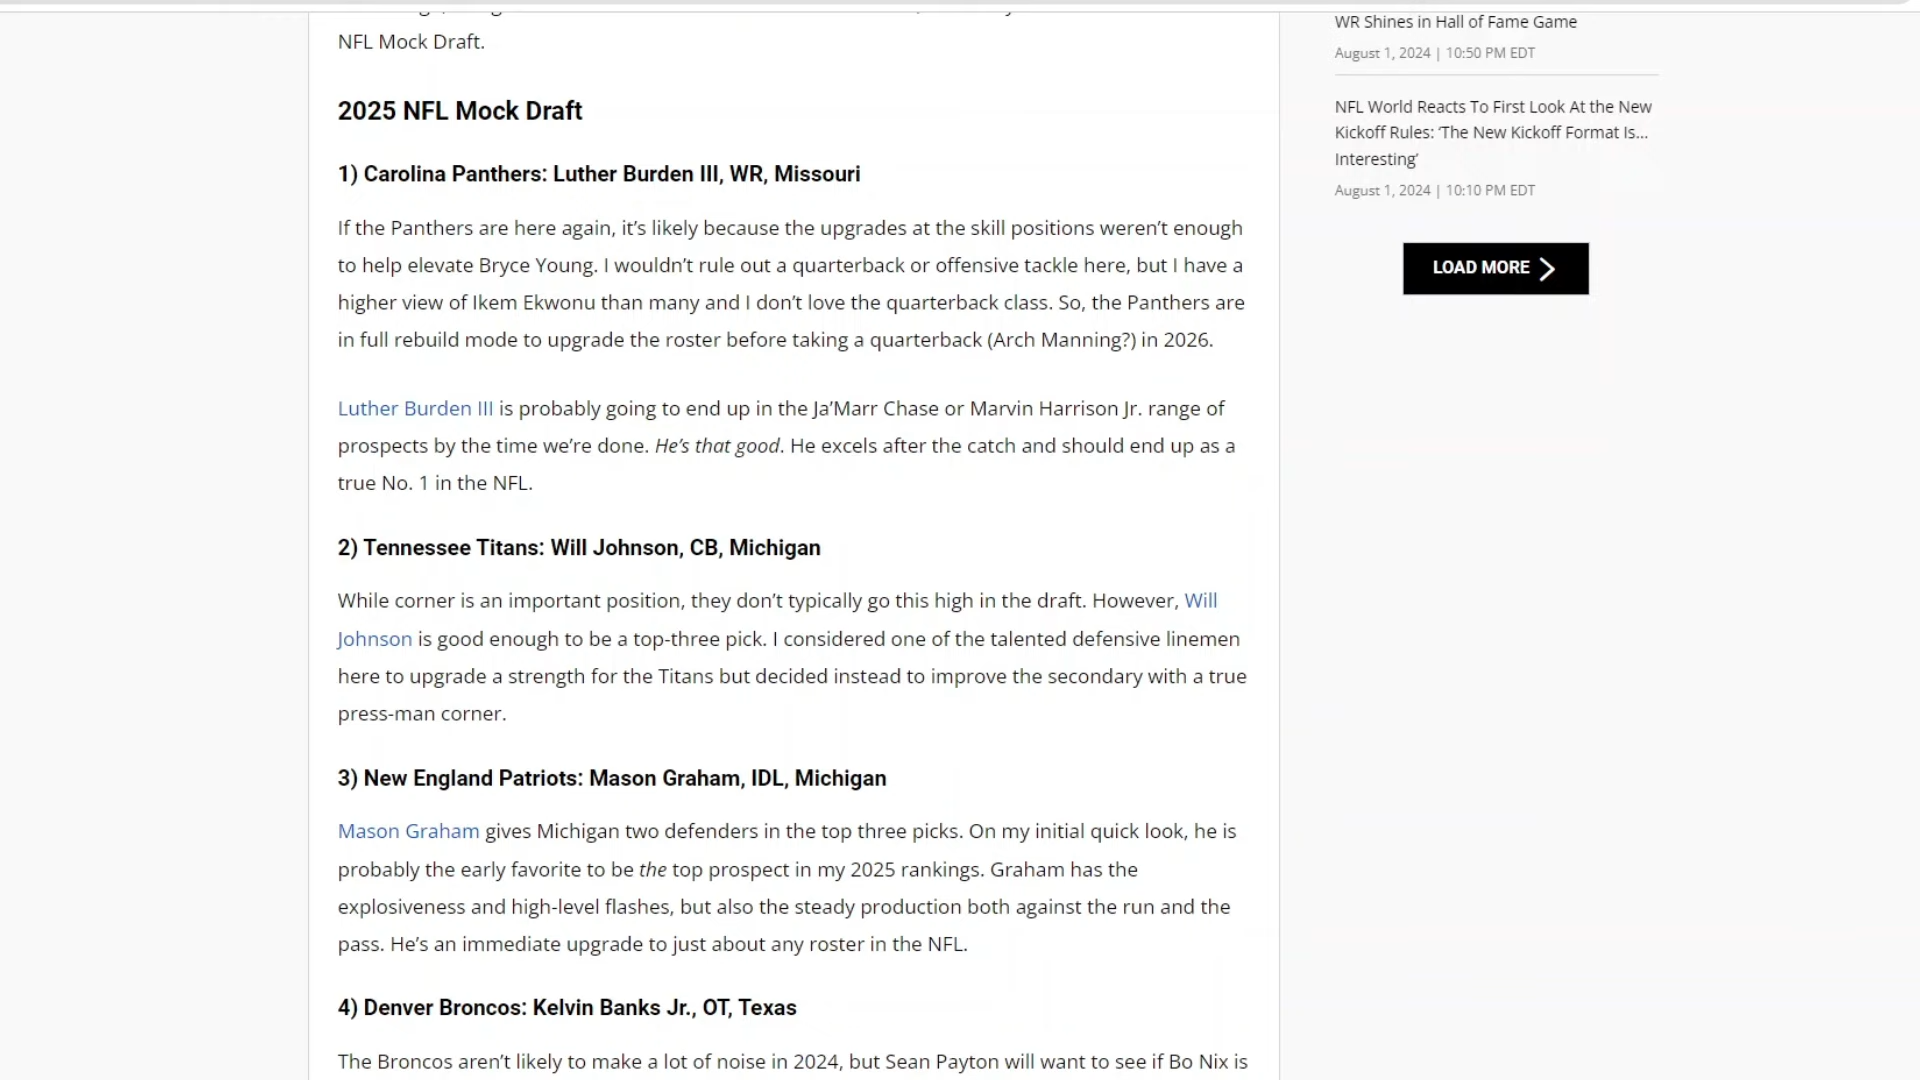 NFL Mock Draft.
2025 NFL Mock Draft
1) Carolina Panthers: Luther Burden III, WR, Missouri
If the Panthers are here again, it’s likely because the upgrades at the skill positions weren’t enough
to help elevate Bryce Young. I wouldn’t rule out a quarterback or offensive tackle here, but I have a
higher view of Ikem Ekwonu than many and I don’t love the quarterback class. So, the Panthers are
in full rebuild mode to upgrade the roster before taking a quarterback (Arch Manning?) in 2026.
Luther Burden III is probably going to end up in the Ja’Marr Chase or Marvin Harrison Jr. range of
prospects by the time we’re done. He’s that good. He excels after the catch and should end up as a
true No. 1 in the NFL.
2) Tennessee Titans: Will Johnson, CB, Michigan
While corner is an important position, they don’t typically go this high in the draft. However, Will
Johnson is good enough to be a top-three pick. I considered one of the talented defensive linemen
here to upgrade a strength for the Titans but decided instead to improve the secondary with a true
press-man corner.
3) New England Patriots: Mason Graham, IDL, Michigan
Mason Graham gives Michigan two defenders in the top three picks. On my initial quick look, he is
probably the early favorite to be the top prospect in my 2025 rankings. Graham has the
explosiveness and high-level flashes, but also the steady production both against the run and the
pass. He’s an immediate upgrade to just about any roster in the NFL.
4) Denver Broncos: Kelvin Banks Jr., OT, Texas
The Broncos aren’t likely to make a lot of noise in 2024, but Sean Payton will want to see if Bo Nix is
WR Shines in Hall of Fame Game
August 1, 2024 | 10:50 PM EDT
NFL World Reacts To First Look At the New
Kickoff Rules: ‘The New Kickoff Format Is...
Interesting’
August 1, 2024 | 10:10 PM EDT
LOAD MORE